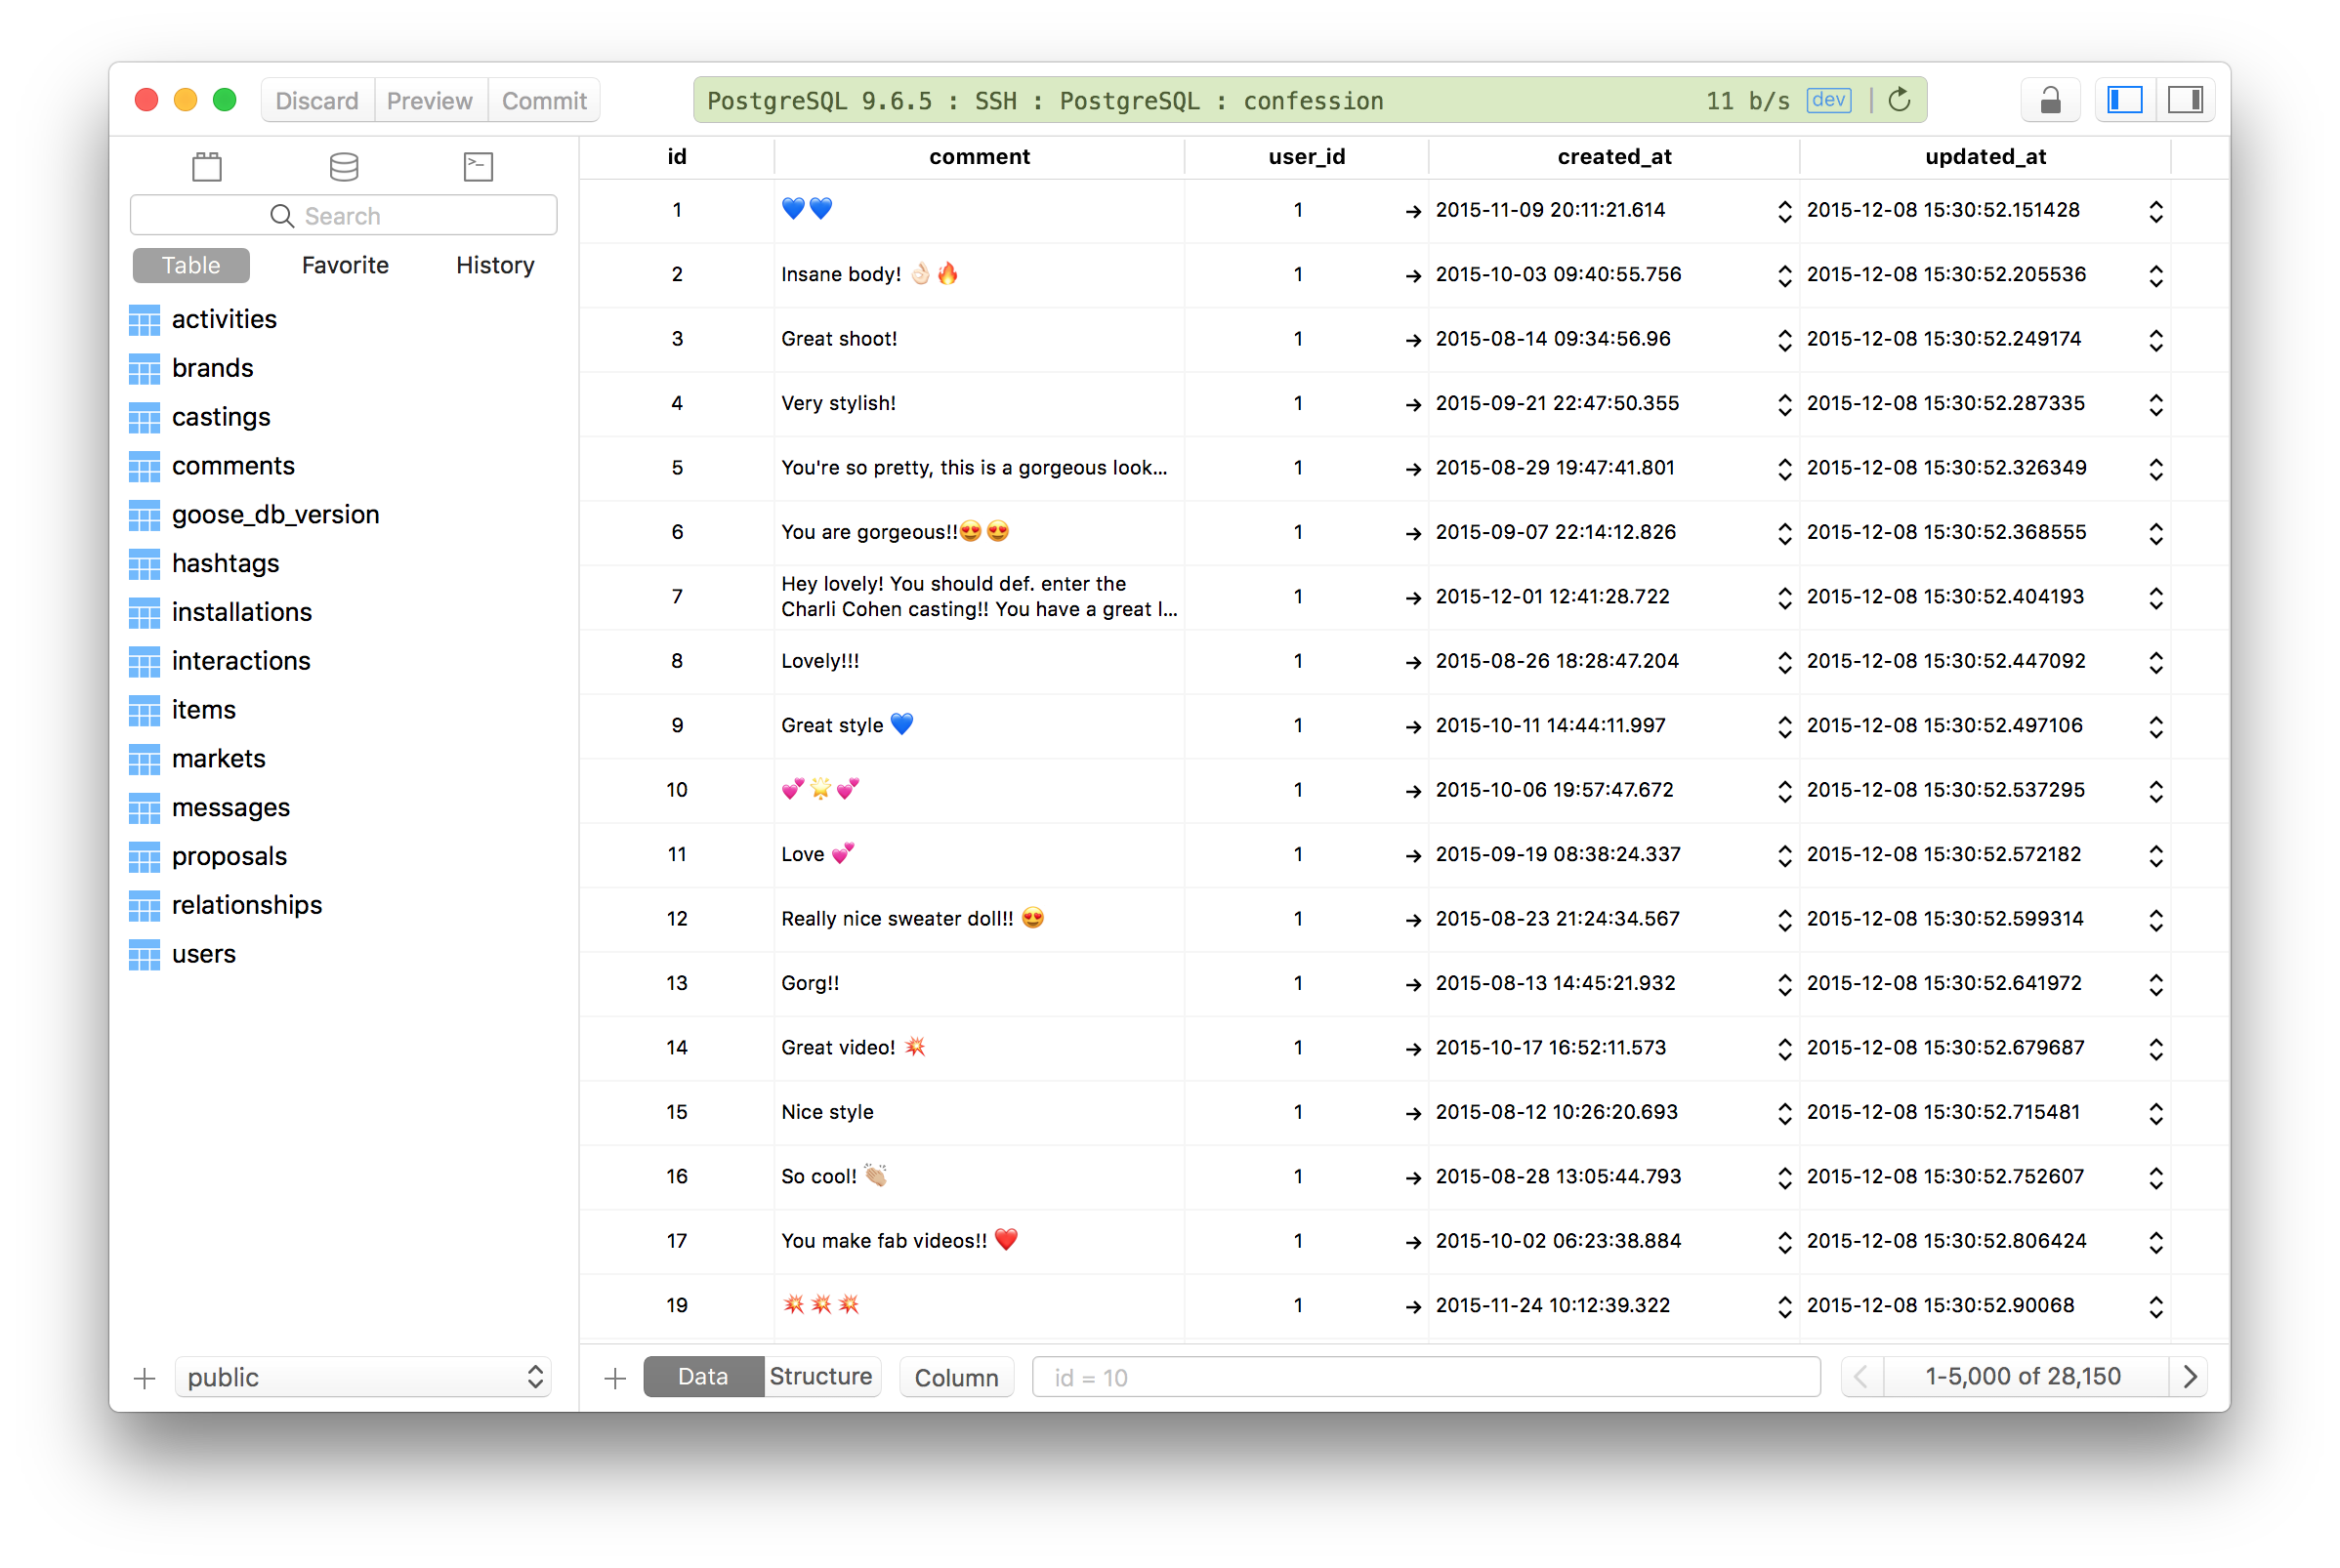 Discard Preview Commit PostgreSQL 9.6.5 : SSH : PostgreSQL : confession 11 b/s dev
Search
Table Favorite History
activities
brands
castings
comments
goose_db_version
hashtags
installations
interactions
items
markets
messages
proposals
relationships
users
public
id comment user_id created_at updated_at
1 💙💙 1 2015-11-09 20:11:21.614 2015-12-08 15:30:52.151428
2 Insane body! 👌🏻🔥 1 2015-10-03 09:40:55.756 2015-12-08 15:30:52.205536
3 Great shoot! 1 2015-08-14 09:34:56.96 2015-12-08 15:30:52.249174
4 Very stylish! 1 2015-09-21 22:47:50.355 2015-12-08 15:30:52.287335
5 You're so pretty, this is a gorgeous look... 1 2015-08-29 19:47:41.801 2015-12-08 15:30:52.326349
6 You are gorgeous!!😍😍 1 2015-09-07 22:14:12.826 2015-12-08 15:30:52.368555
7 Hey lovely! You should def. enter the
Charli Cohen casting!! You have a great l... 1 2015-12-01 12:41:28.722 2015-12-08 15:30:52.404193
8 Lovely!!! 1 2015-08-26 18:28:47.204 2015-12-08 15:30:52.447092
9 Great style 💙 1 2015-10-11 14:44:11.997 2015-12-08 15:30:52.497106
10 💕🌟💕 1 2015-10-06 19:57:47.672 2015-12-08 15:30:52.537295
11 Love 💕 1 2015-09-19 08:38:24.337 2015-12-08 15:30:52.572182
12 Really nice sweater doll!! 😍 1 2015-08-23 21:24:34.567 2015-12-08 15:30:52.599314
13 Gorg!! 1 2015-08-13 14:45:21.932 2015-12-08 15:30:52.641972
14 Great video! 💥 1 2015-10-17 16:52:11.573 2015-12-08 15:30:52.679687
15 Nice style 1 2015-08-12 10:26:20.693 2015-12-08 15:30:52.715481
16 So cool! 👏🏼 1 2015-08-28 13:05:44.793 2015-12-08 15:30:52.752607
17 You make fab videos!! ❤️ 1 2015-10-02 06:23:38.884 2015-12-08 15:30:52.806424
19 💥💥💥 1 2015-11-24 10:12:39.322 2015-12-08 15:30:52.90068
Data Structure Column id = 10 1-5,000 of 28,150